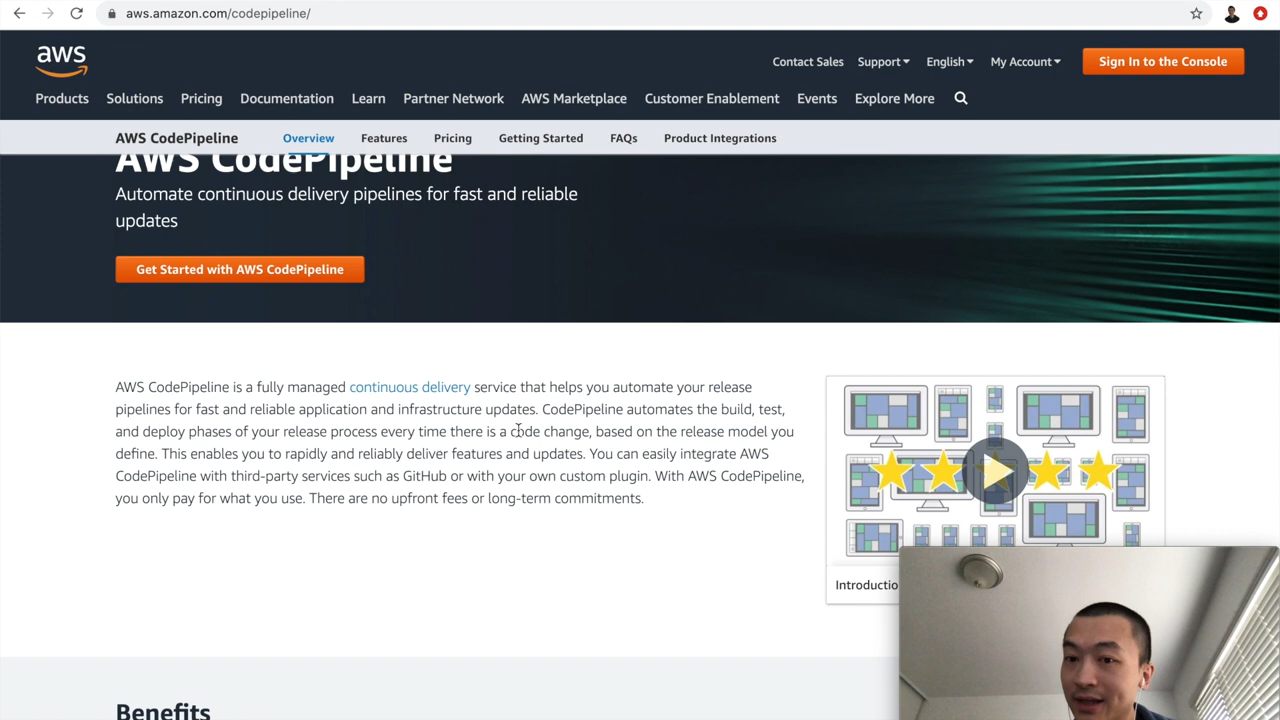 aws.amazon.com/codepipeline/
aws
Contact Sales Support English My Account Sign In to the Console
Products Solutions Pricing Documentation Learn Partner Network AWS Marketplace Customer Enablement Events Explore More
AWS CodePipeline Overview Features Pricing Getting Started FAQs Product Integrations
AWS CodePipeline
Automate continuous delivery pipelines for fast and reliable
updates
Get Started with AWS CodePipeline
AWS CodePipeline is a fully managed continuous delivery service that helps you automate your release
pipelines for fast and reliable application and infrastructure updates. CodePipeline automates the build, test,
and deploy phases of your release process every time there is a code change, based on the release model you
define. This enables you to rapidly and reliably deliver features and updates. You can easily integrate AWS
CodePipeline with third-party services such as GitHub or with your own custom plugin. With AWS CodePipeline,
you only pay for what you use. There are no upfront fees or long-term commitments.
Introductio
Benefits